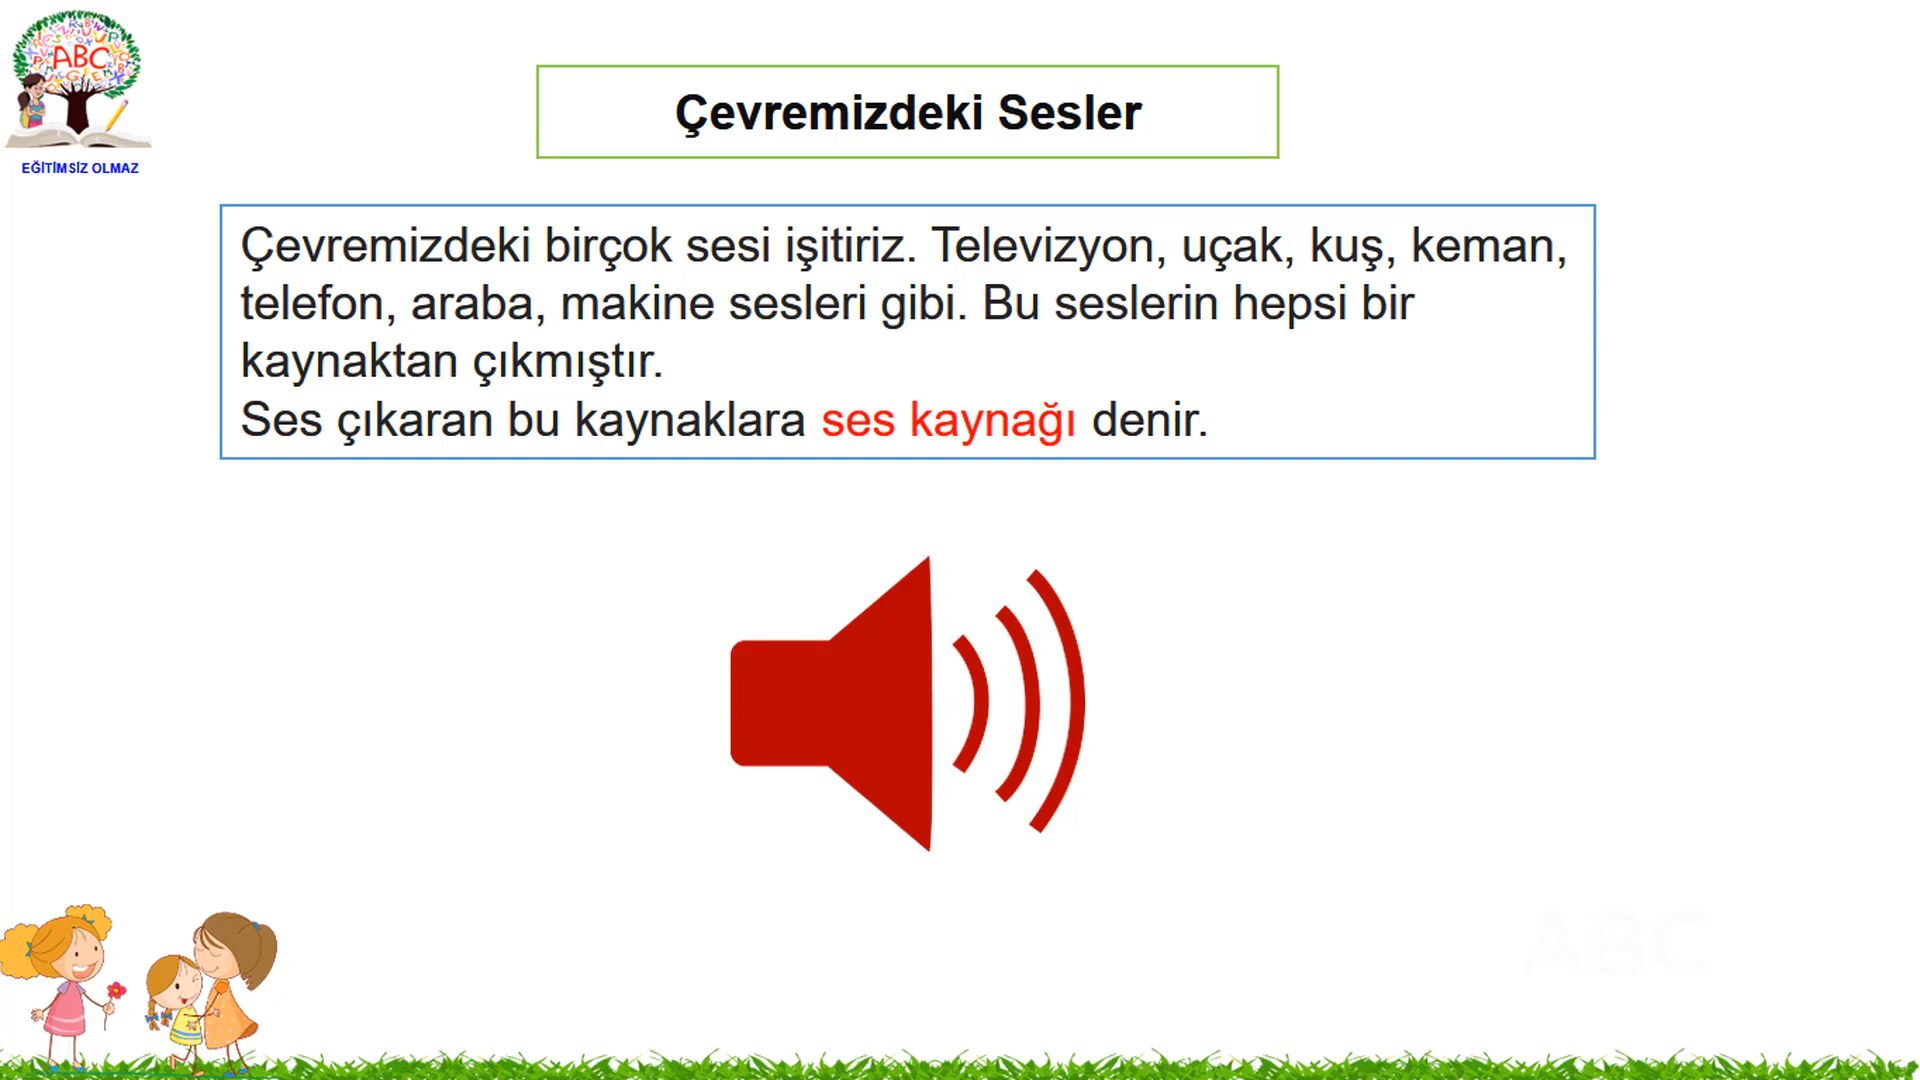 ABC
EĞİTİMSİZ OLMAZ
Çevremizdeki Sesler
Çevremizdeki birçok sesi işitiriz. Televizyon, uçak, kuş, keman,
telefon, araba, makine sesleri gibi. Bu seslerin hepsi bir
kaynaktan çıkmıştır.
Ses çıkaran bu kaynaklara ses kaynağı denir.
ABC